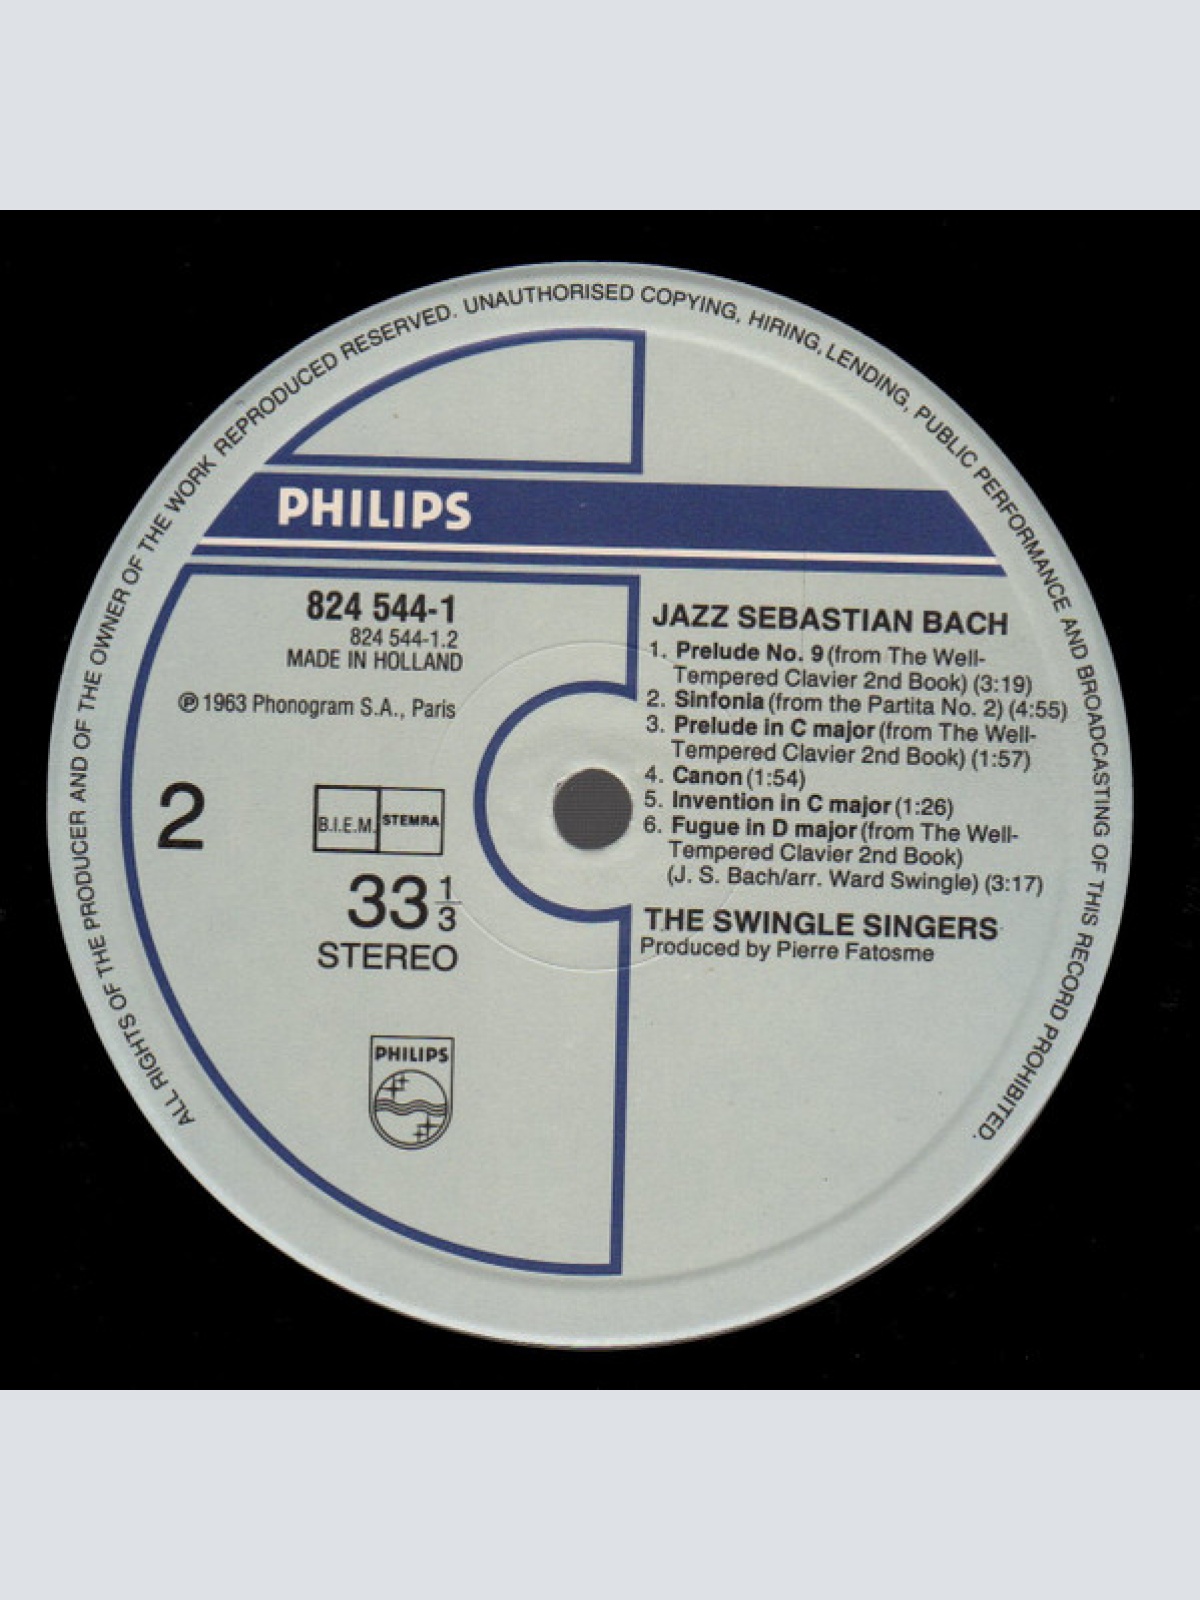 ALL RIGHTS OF THE PRODUCER AND OF THE OWNER OF THE WORK REPRODUCED RESERVED. UNAUTHORISED COPYING, HIRING, LENDING, PUBLIC PERFORMANCE AND BROADCASTING OF THIS RECORD PROHIBITED.
PHILIPS
824 544-1
824 544-1.2
MADE IN HOLLAND
℗ 1963 Phonogram S.A., Paris
2
B.I.E.M. STEMRA
33 1/3
STEREO
PHILIPS
JAZZ SEBASTIAN BACH
1. Prelude No. 9 (from The Well-
Tempered Clavier 2nd Book) (3:19)
2. Sinfonia (from the Partita No. 2) (4:55)
3. Prelude in C major (from The Well-
Tempered Clavier 2nd Book) (1:57)
4. Canon (1:54)
5. Invention in C major (1:26)
6. Fugue in D major (from The Well-
Tempered Clavier 2nd Book)
(J. S. Bach/arr. Ward Swingle) (3:17)
THE SWINGLE SINGERS
Produced by Pierre Fatosme